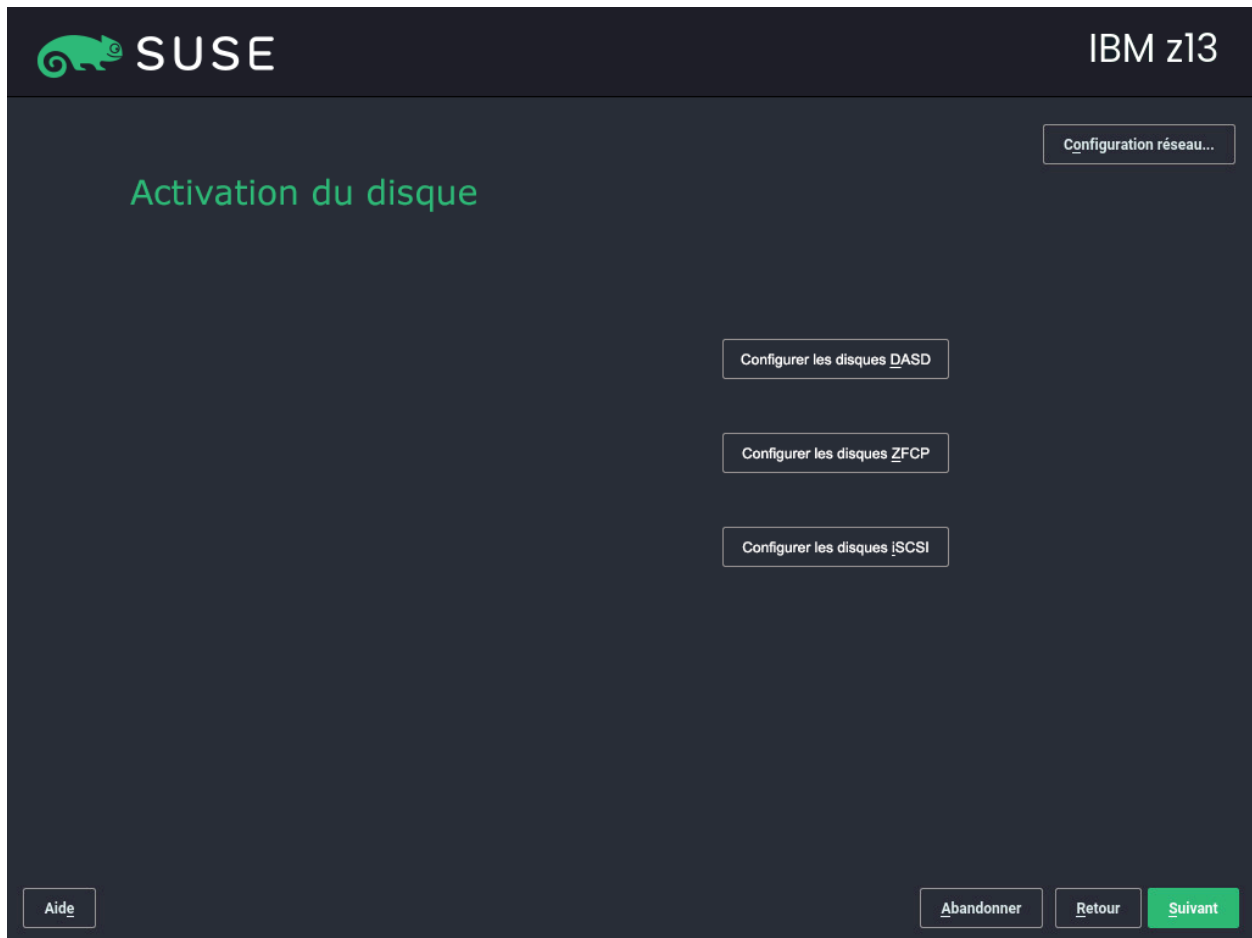 SUSE
IBM z13
Configuration réseau...
Activation du disque
Configurer les disques DASD
Configurer les disques ZFCP
Configurer les disques iSCSI
Aide
Abandonner
Retour
Suivant